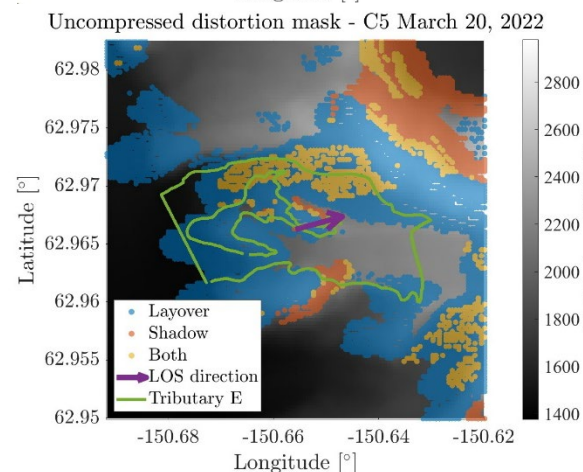 Uncompressed distortion mask - C5 March 20, 2022
62.98
62.975
62.97
62.965
62.96
62.955
62.95
Latitude [°]
Layover
Shadow
Both
LOS direction
Tributary E
-150.68
-150.66
-150.64
-150.62
Longitude [°]
2800
2600
2400
2200
2000
1800
1600
1400